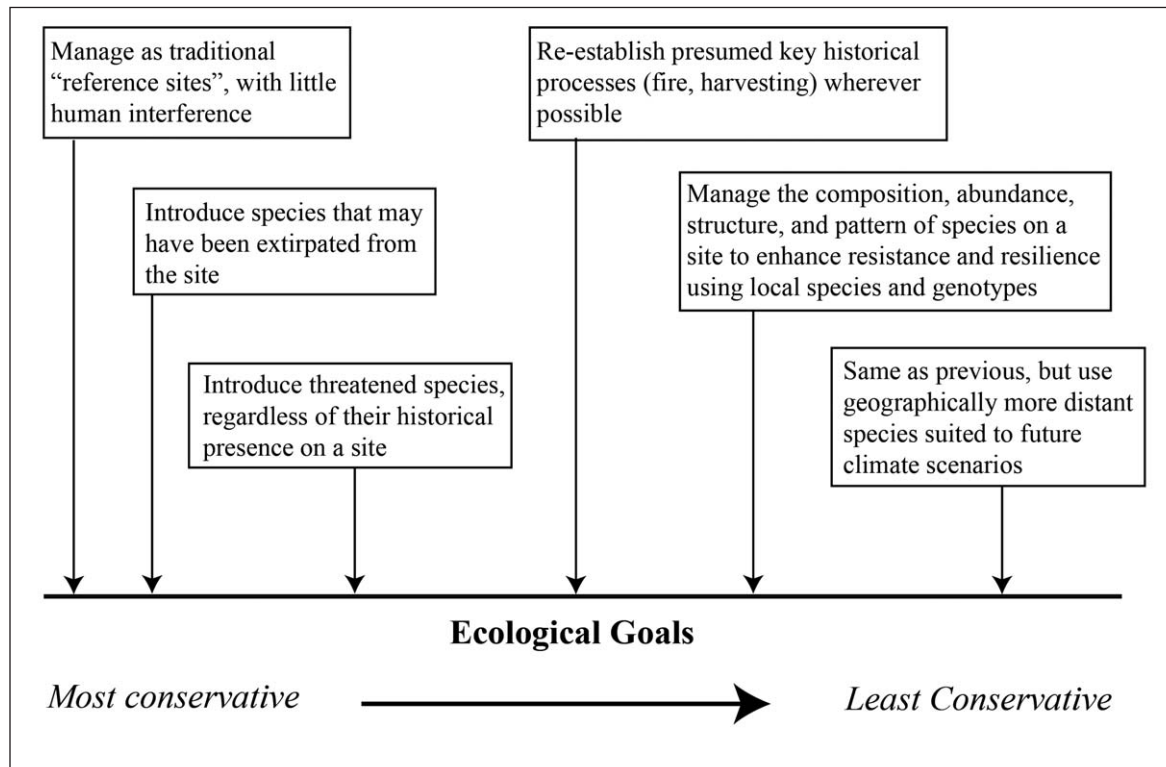 Manage as traditional
“reference sites”, with little
human interference
Re-establish presumed key historical
processes (fire, harvesting) wherever
possible
Introduce species that may
have been extirpated from
the site
Manage the composition, abundance,
structure, and pattern of species on a
site to enhance resistance and resilience
using local species and genotypes
Introduce threatened species,
regardless of their historical
presence on a site
Same as previous, but use
geographically more distant
species suited to future
climate scenarios
Ecological Goals
Most conservative
Least Conservative